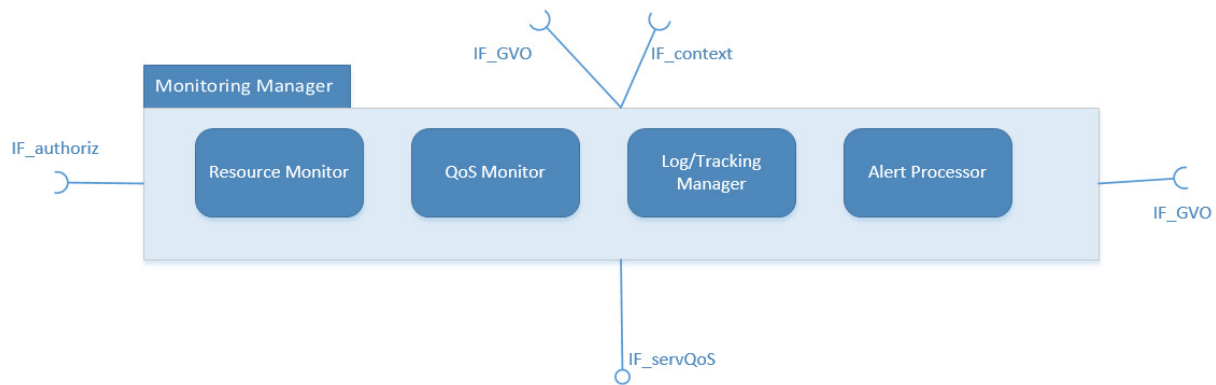 IF_GVO
IF_context
Monitoring Manager
IF_authoriz
Resource Monitor
QoS Monitor
Log/Tracking
Manager
Alert Processor
IF_GVO
IF_servQoS